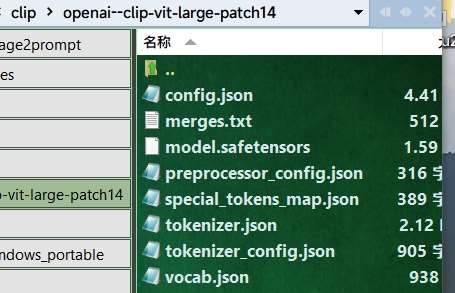 clip › openai--clip-vit-large-patch14
age2prompt
es
p-vit-large-patch14
ndows_portable
名称
..
config.json 4.41
merges.txt 512
model.safetensors 1.59
preprocessor_config.json 316 字
special_tokens_map.json 389 字
tokenizer.json 2.12
tokenizer_config.json 905 字
vocab.json 938